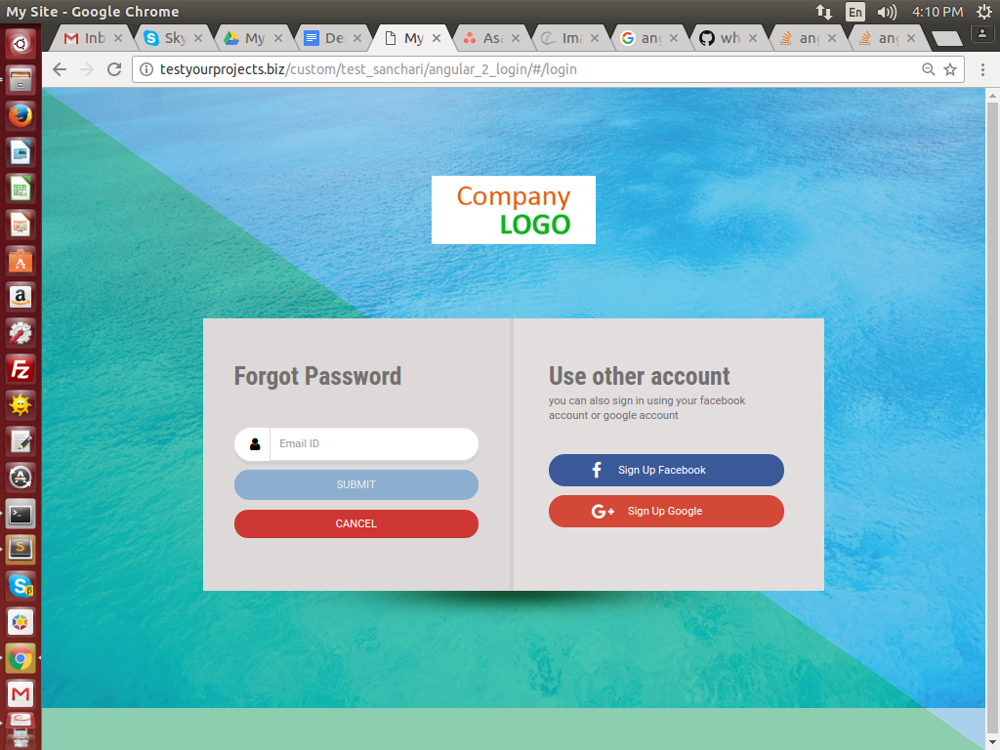 My Site - Google Chrome
En
4:10 PM
Inb
Sky
My
De
My
Asa
Ima
ang
wh
ang
ang
testyourprojects.biz/custom/test_sanchari/angular_2_login/#/login
Company
LOGO
Forgot Password
Email ID
SUBMIT
CANCEL
Use other account
you can also sign in using your facebook
account or google account
Sign Up Facebook
G+ Sign Up Google